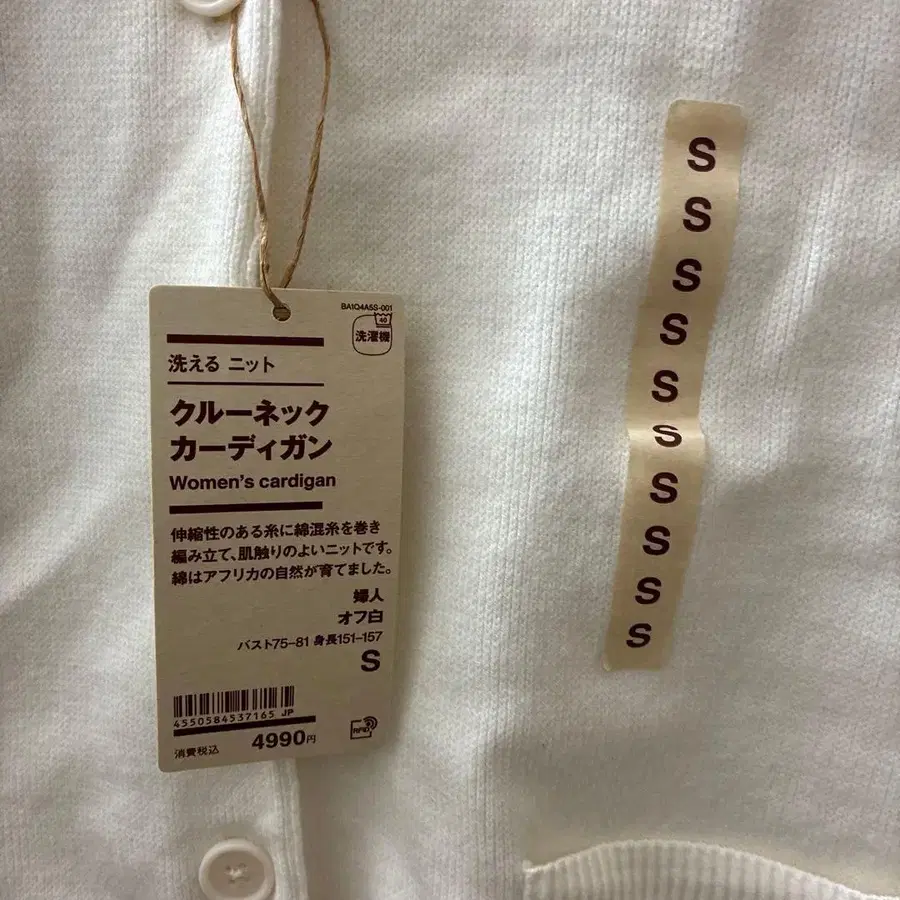 BA1Q4A5S-001
40
洗濯機
洗える ニット
クルーネック
カーディガン
Women's cardigan
伸縮性のある糸に綿混糸を巻き
編み立て、肌触りのよいニットです。
綿はアフリカの自然が育てました。
婦人
オフ白
バスト75-81 身長151-157
S
4550584537165 JP
RFID
消費税込 4990円
S
S
S
S
S
S
S
S
S
S